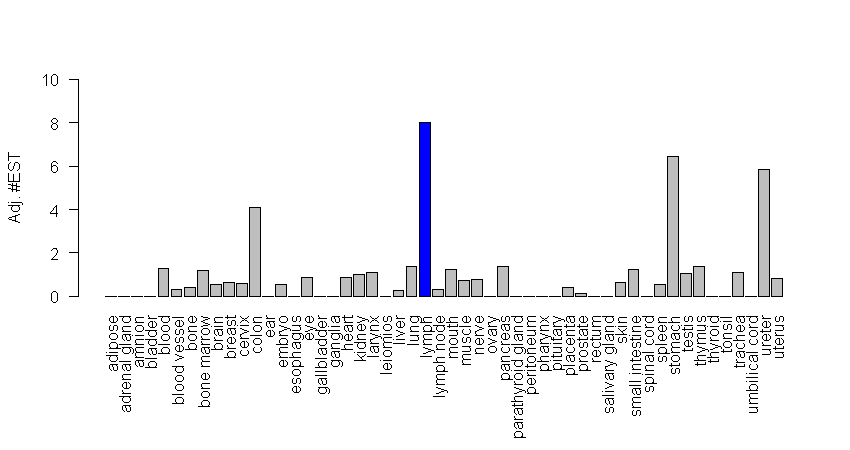 10
8
6
4
2
0
Adj. #EST
adipose
adrenal gland
amnion
bladder
blood
blood vessel
bone
bone marrow
brain
breast
cervix
colon
ear
embryo
esophagus
eye
gallbladder
ganglia
heart
kidney
larynx
leiomios
liver
lung
lymph
lymph node
mouth
muscle
nerve
ovary
pancreas
parathyroid gland
peritoneum
pharynx
pituitary
placenta
prostate
rectum
salivary gland
skin
small intestine
spinal cord
spleen
stomach
testis
thymus
thyroid
tonsil
trachea
umbilical cord
ureter
uterus